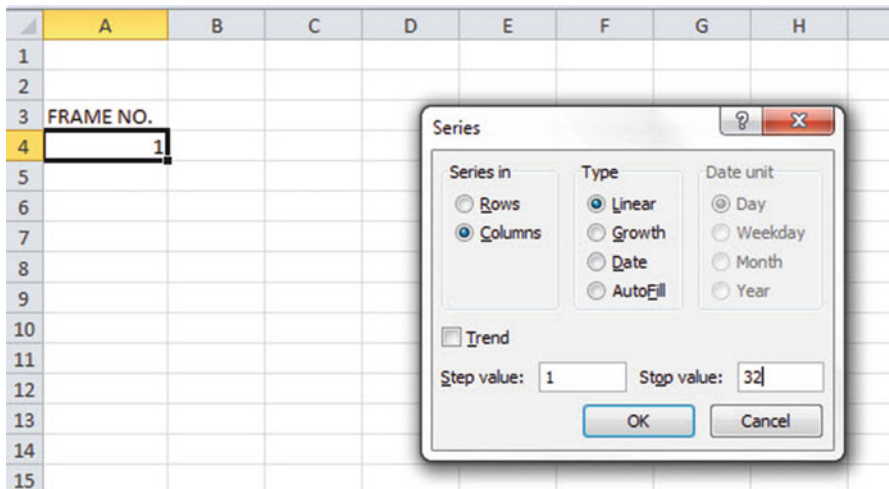 A B C D E F G H
1
2
3 FRAME NO.
4 1
5
6
7
8
9
10
11
12
13
14
15
Series
?
X
Series in
Rows
Columns
Type
Linear
Growth
Date
AutoFill
Date unit
Day
Weekday
Month
Year
Trend
Step value: 1 Stop value: 32
OK Cancel